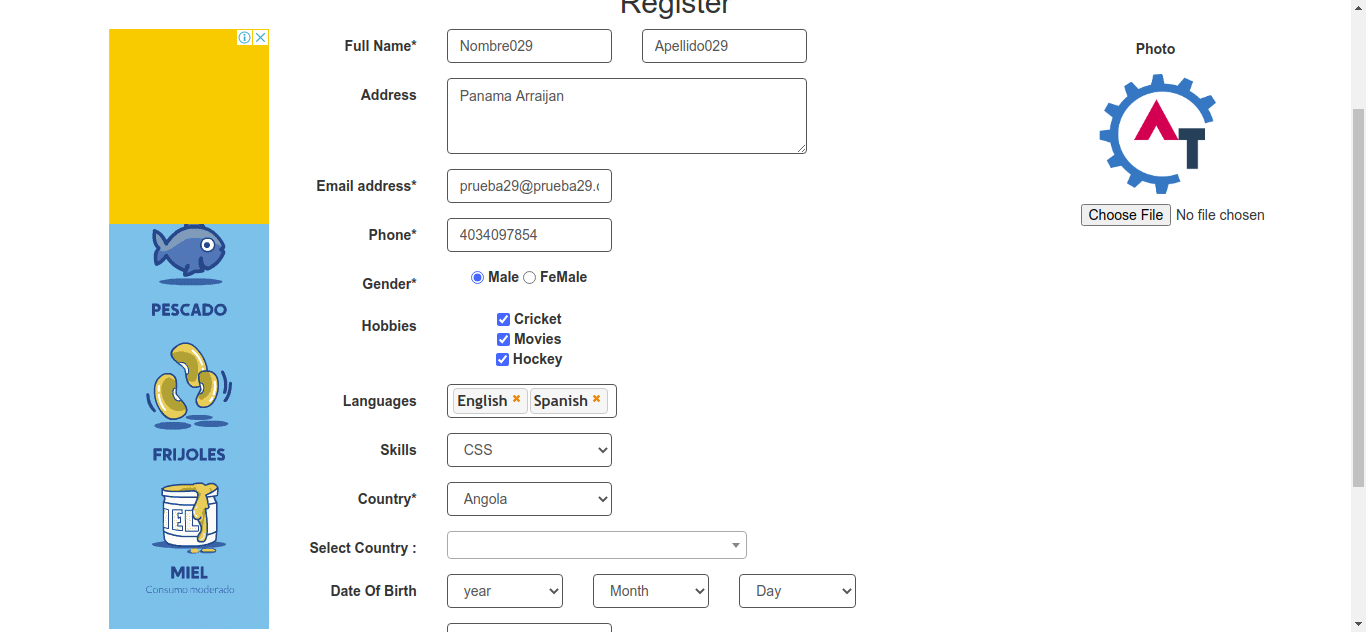 Register
Full Name* Nombre029 Apellido029
Photo
Address Panama Arraijan
AT
Email address* prueba29@prueba29.
Choose File No file chosen
Phone* 4034097854
Gender* Male FeMale
Hobbies Cricket
Movies
Hockey
Languages English Spanish
Skills CSS
Country* Angola
Select Country :
Date Of Birth year Month Day
PESCADO
FRIJOLES
MIEL
MIEL
Consumo moderado